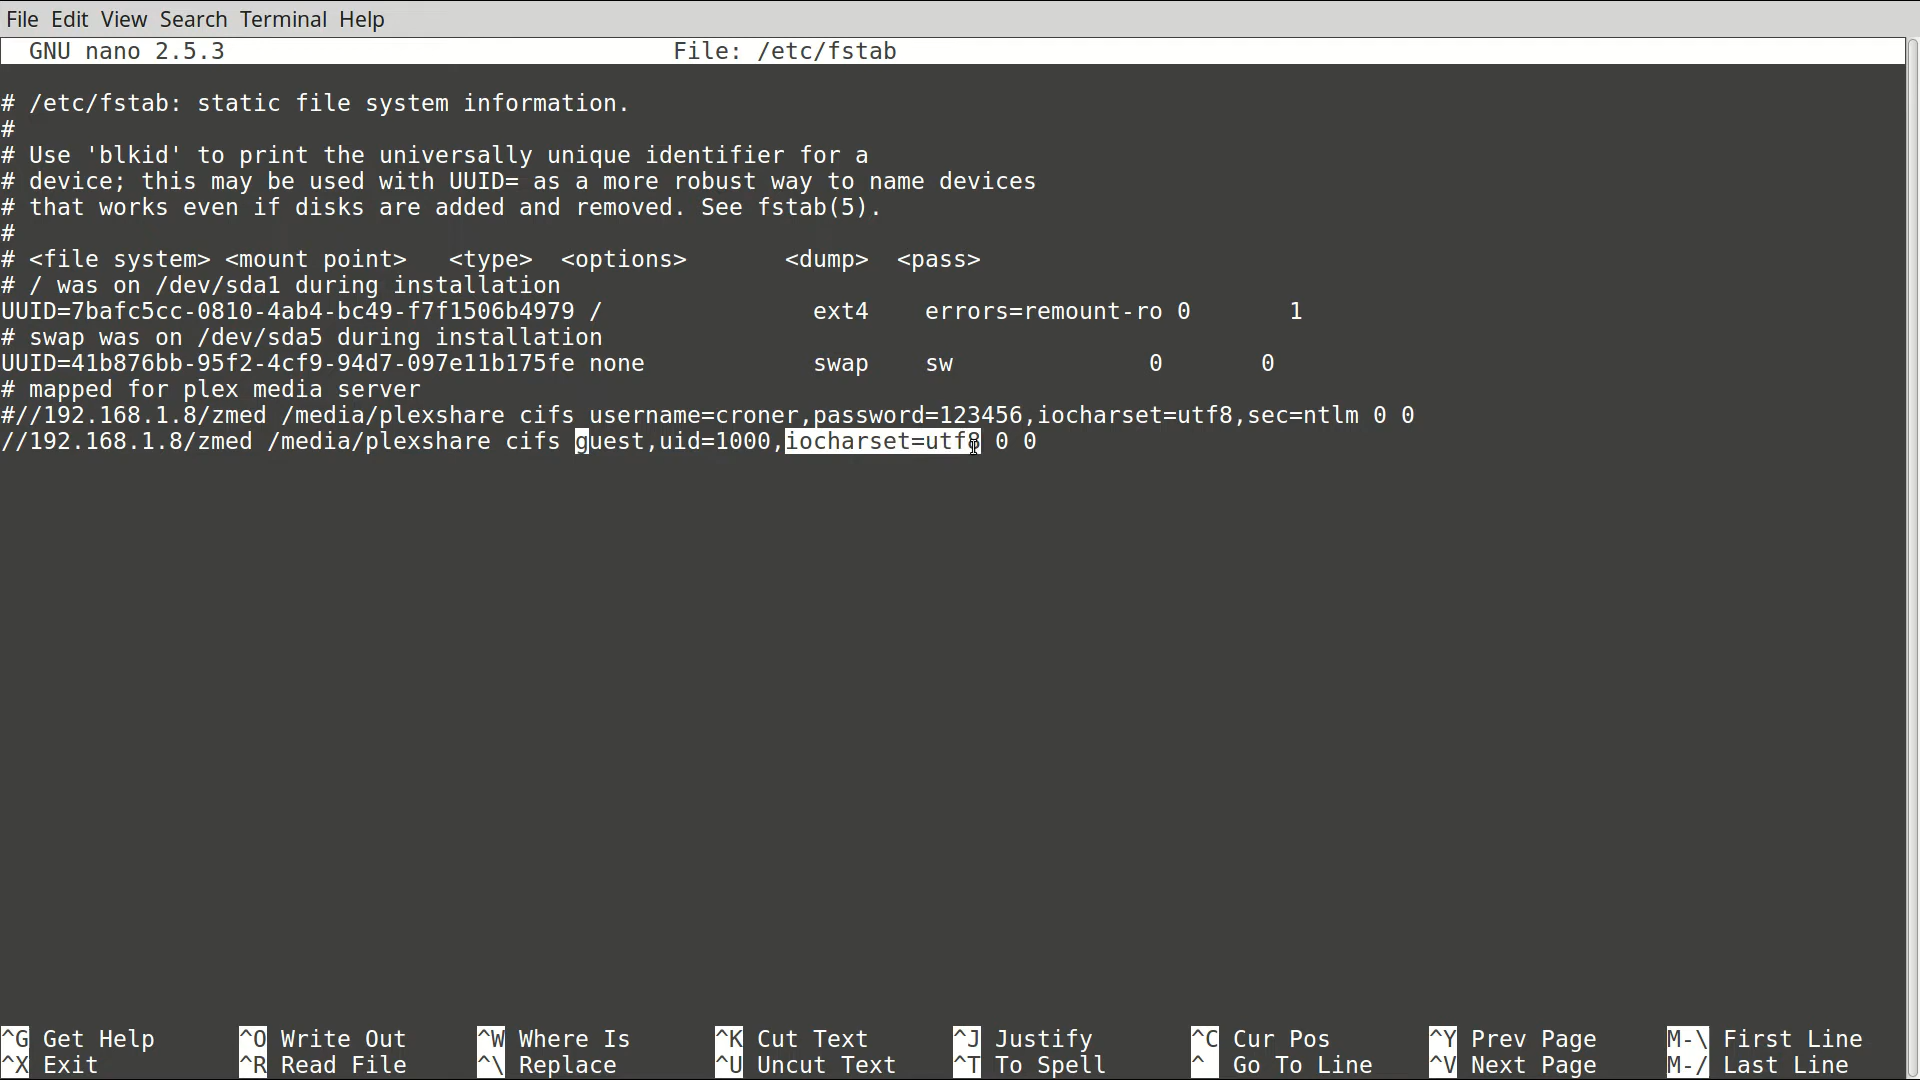 File Edit View Search Terminal Help
GNU nano 2.5.3 File: /etc/fstab
# /etc/fstab: static file system information.
#
# Use 'blkid' to print the universally unique identifier for a
# device; this may be used with UUID= as a more robust way to name devices
# that works even if disks are added and removed. See fstab(5).
#
# <file system> <mount point>   <type>  <options>       <dump>  <pass>
# / was on /dev/sda1 during installation
UUID=7bafc5cc-0810-4ab4-bc49-f7f1506b4979 /               ext4    errors=remount-ro 0       1
# swap was on /dev/sda5 during installation
UUID=41b876bb-95f2-4cf9-94d7-097e11b175fe none            swap    sw              0       0
# mapped for plex media server
#//192.168.1.8/zmed /media/plexshare cifs username=croner,password=123456,iocharset=utf8,sec=ntlm 0 0
//192.168.1.8/zmed /media/plexshare cifs guest,uid=1000,iocharset=utf8 0 0
^G Get Help ^O Write Out ^W Where Is ^K Cut Text ^J Justify ^C Cur Pos ^Y Prev Page M-\ First Line
^X Exit ^R Read File ^\ Replace ^U Uncut Text ^T To Spell ^_ Go To Line ^V Next Page M-/ Last Line